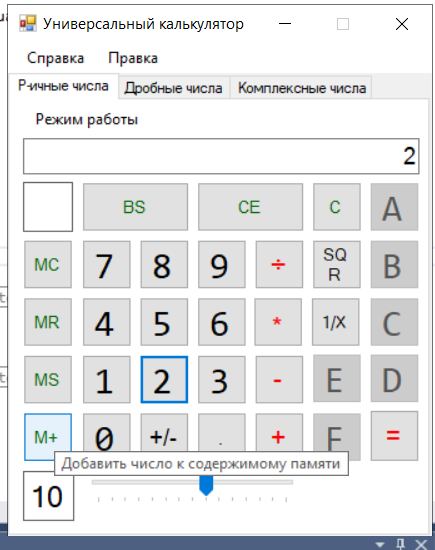 Универсальный калькулятор
Справка Правка
Р-ичные числа Дробные числа Комплексные числа
Режим работы
2
BS CE C A
MC 7 8 9 ÷ SQ
R B
MR 4 5 6 * 1/X C
MS 1 2 3 - E D
M+ 0 +/- . + F =
Добавить число к содержимому памяти
10